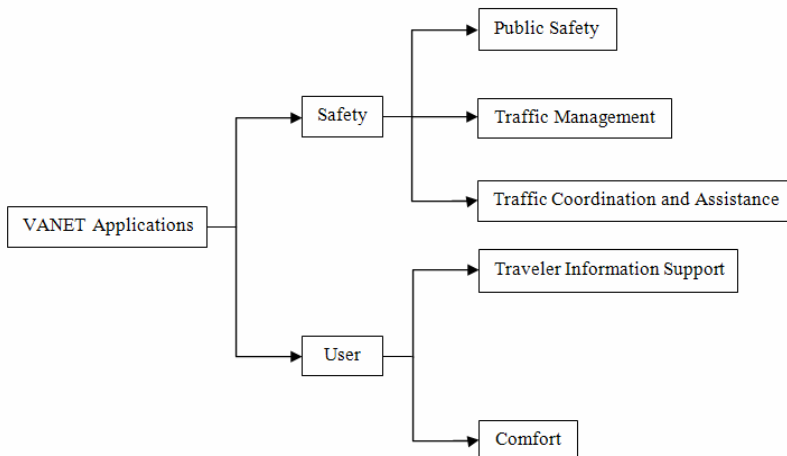 Public Safety
Safety
Traffic Management
Traffic Coordination and Assistance
VANET Applications
Traveler Information Support
User
Comfort